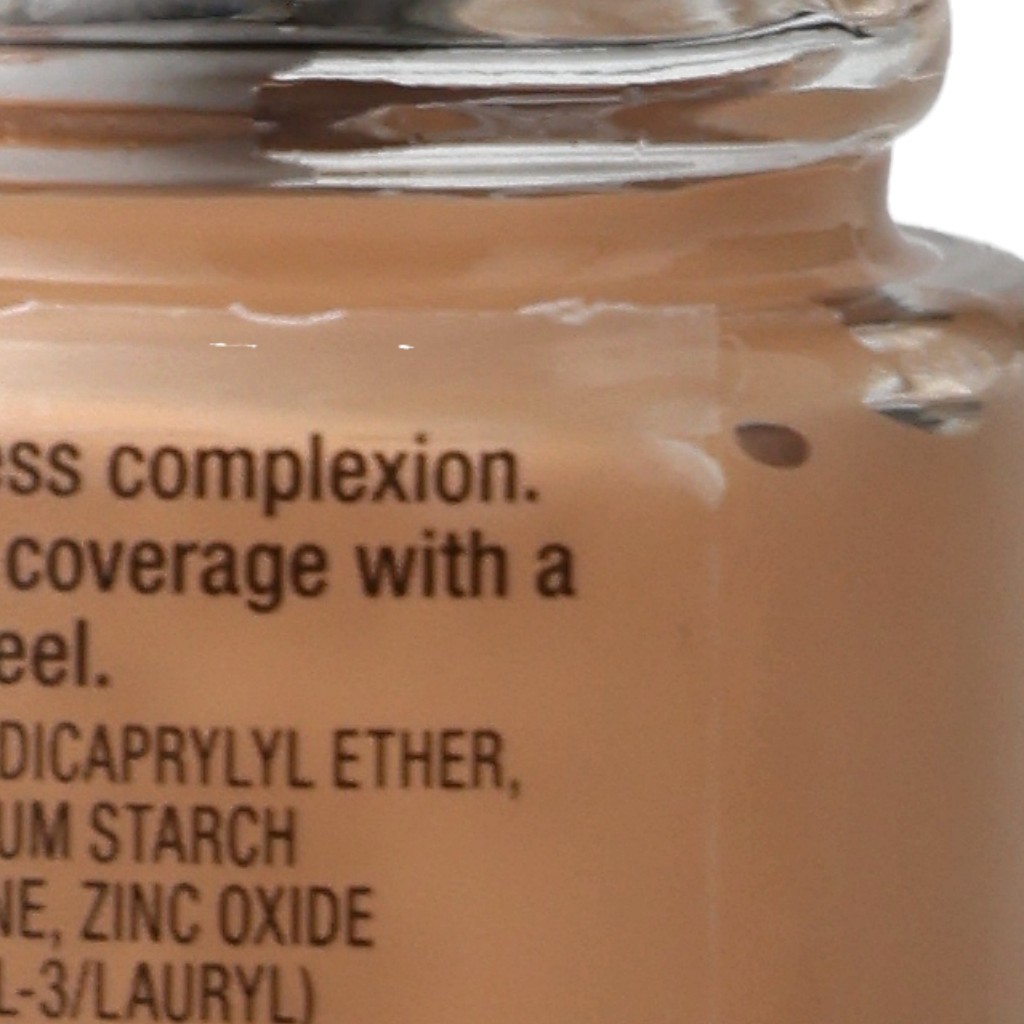 ess complexion.
coverage with a
eel.
DICAPRYLYL ETHER,
UM STARCH
NE, ZINC OXIDE
L-3/LAURYL)